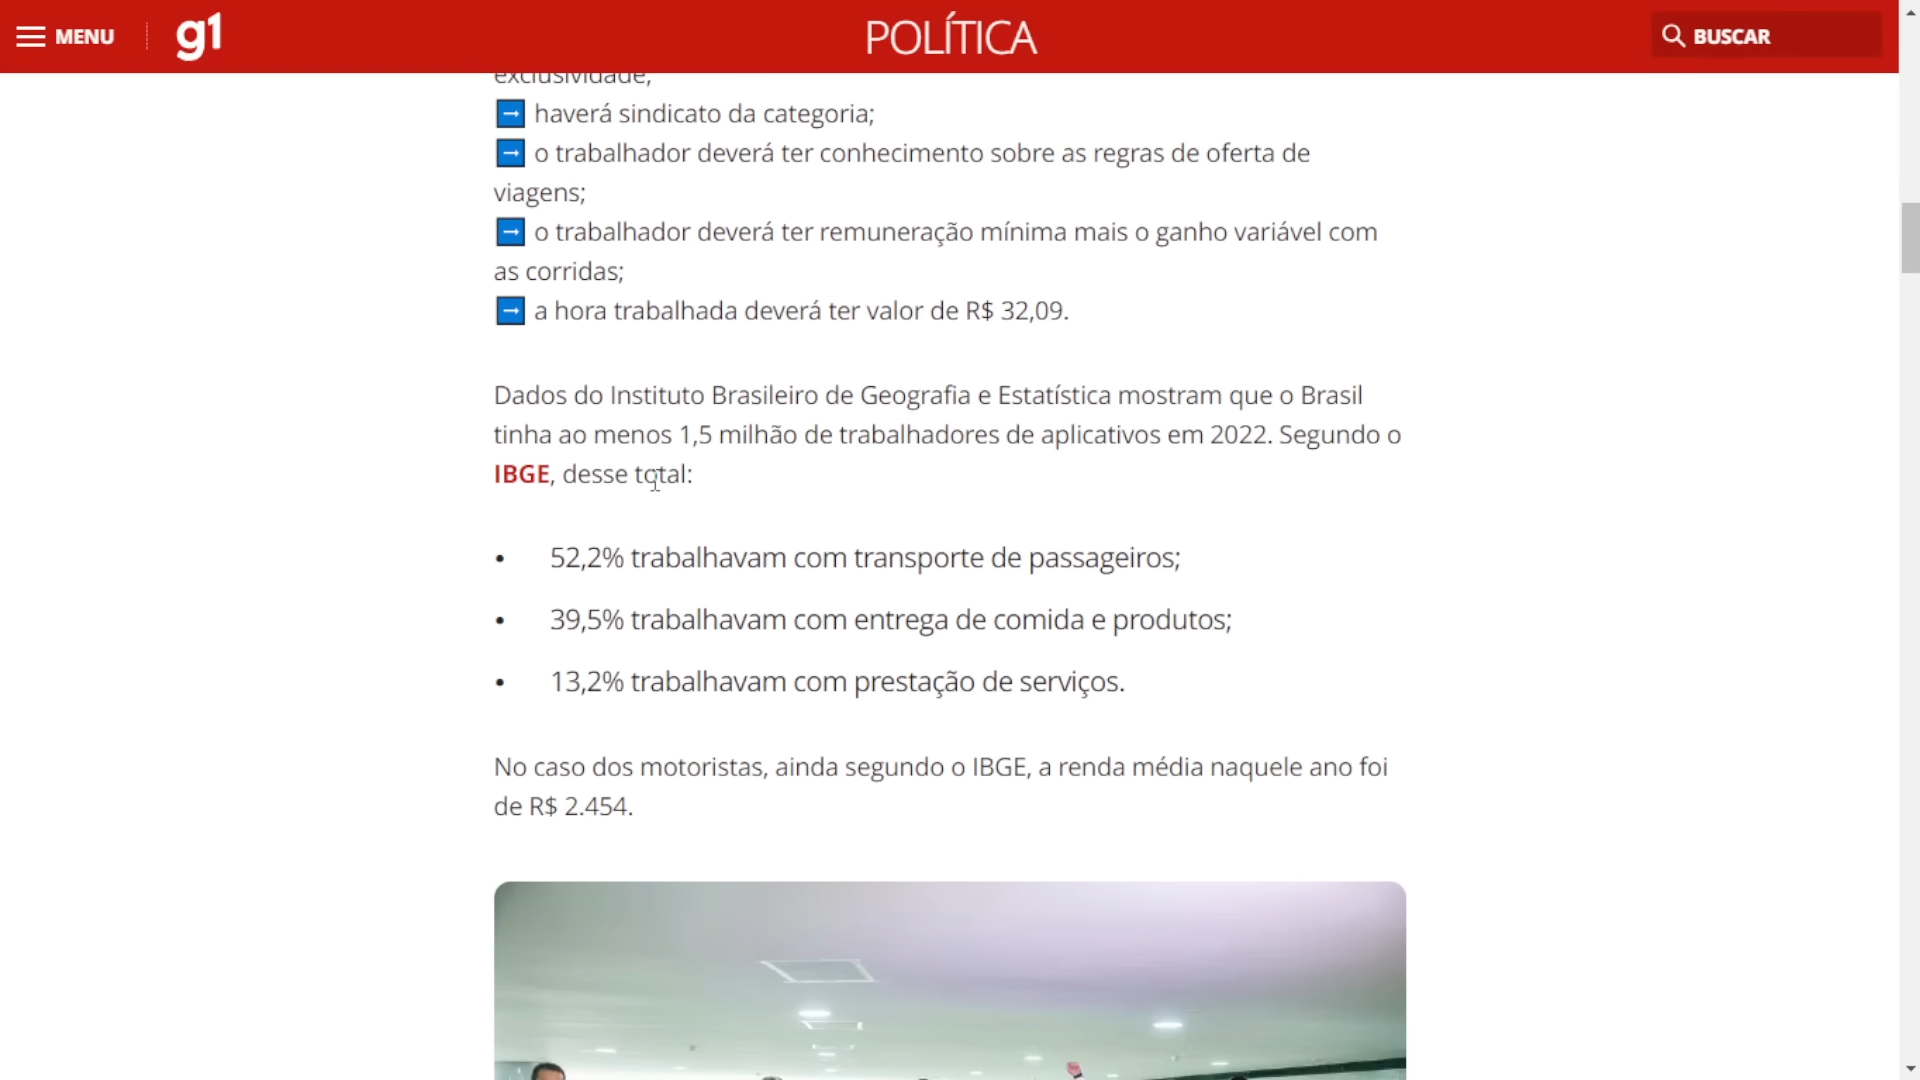 MENU
g1
POLÍTICA
BUSCAR
exclusividade;
➡ haverá sindicato da categoria;
➡ o trabalhador deverá ter conhecimento sobre as regras de oferta de
viagens;
➡ o trabalhador deverá ter remuneração mínima mais o ganho variável com
as corridas;
➡ a hora trabalhada deverá ter valor de R$ 32,09.
Dados do Instituto Brasileiro de Geografia e Estatística mostram que o Brasil
tinha ao menos 1,5 milhão de trabalhadores de aplicativos em 2022. Segundo o
IBGE, desse total:
• 52,2% trabalhavam com transporte de passageiros;
• 39,5% trabalhavam com entrega de comida e produtos;
• 13,2% trabalhavam com prestação de serviços.
No caso dos motoristas, ainda segundo o IBGE, a renda média naquele ano foi
de R$ 2.454.